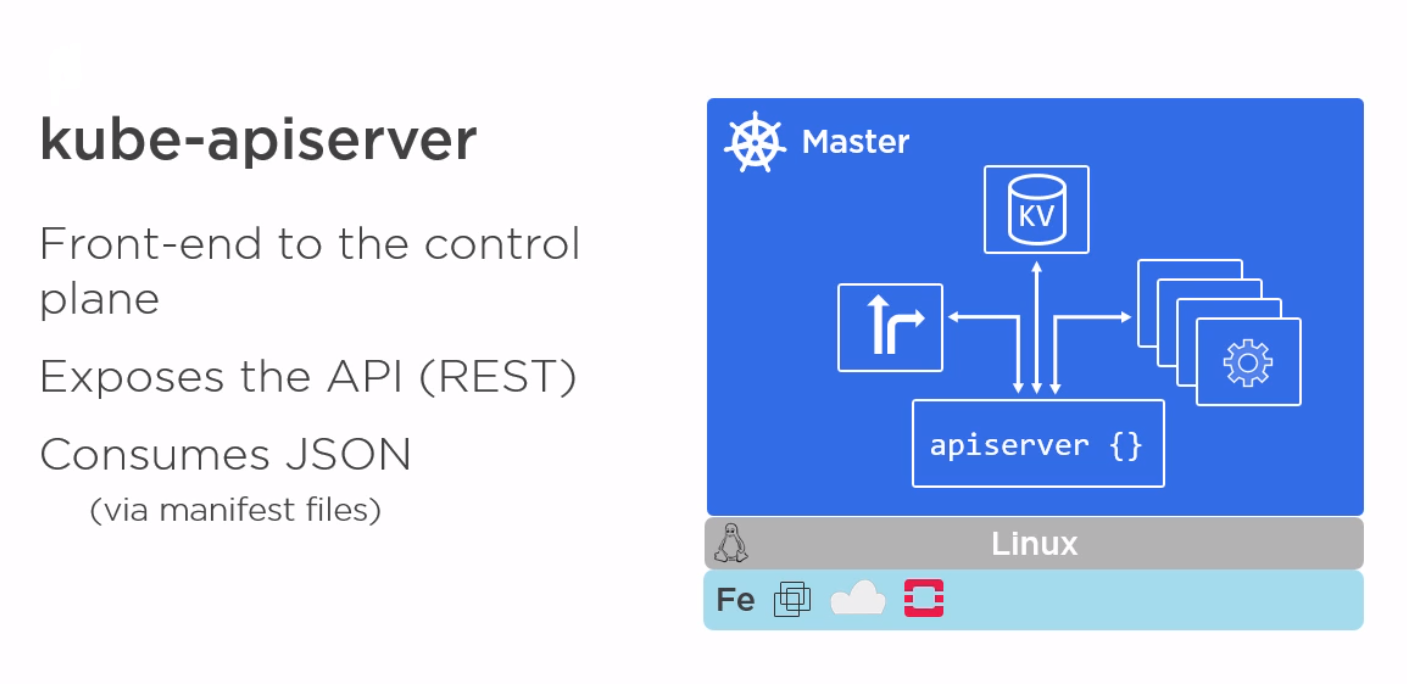 kube-apiserver
Front-end to the control
plane
Exposes the API (REST)
Consumes JSON
(via manifest files)
Master
KV
apiserver {}
Linux
Fe